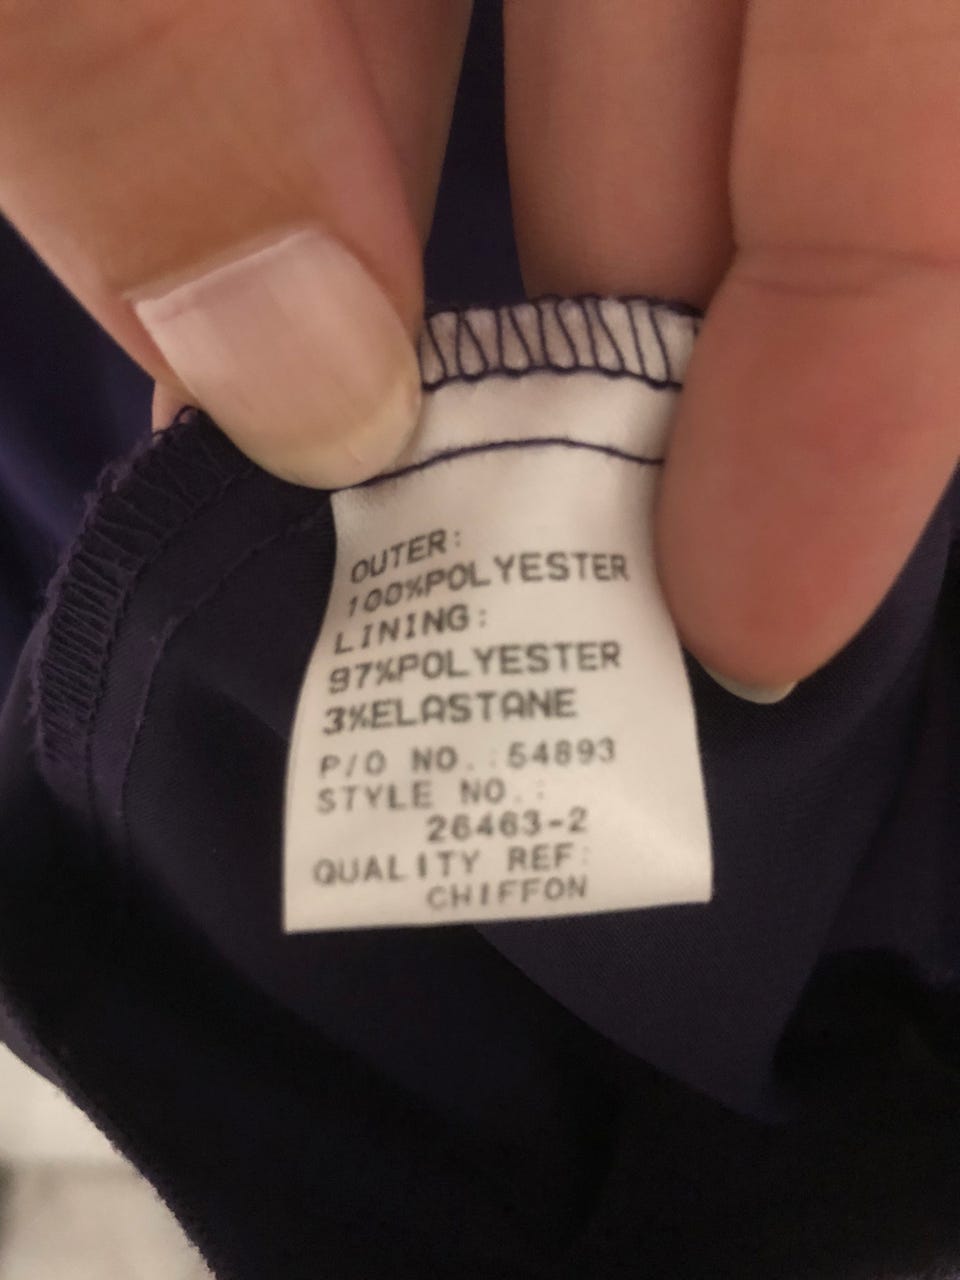 OUTER:
100%POLYESTER
LINING:
97%POLYESTER
3%ELASTANE
P/O NO.:54893
STYLE NO.:
26463-2
QUALITY REF:
CHIFFON